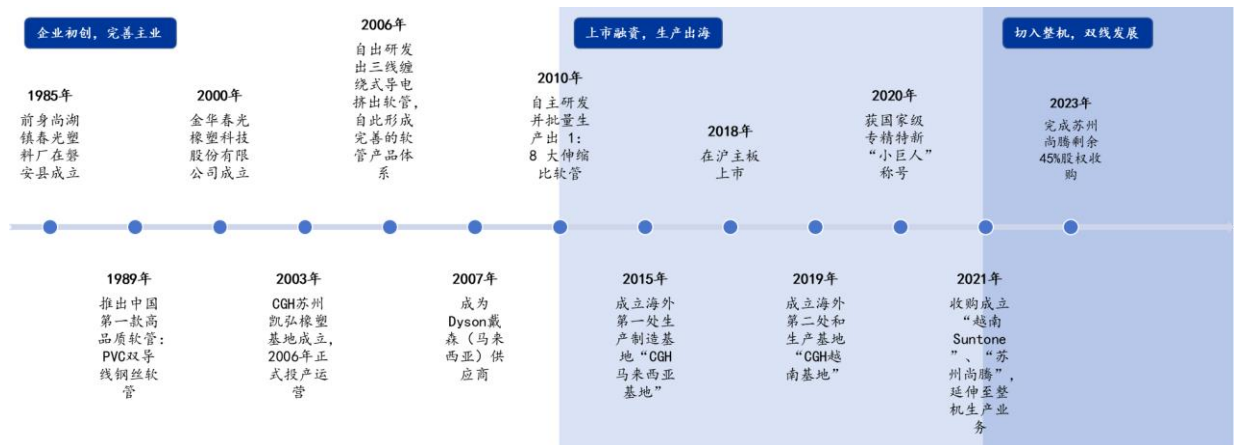 企业初创，完善主业
上市融资，生产出海
切入整机，双线发展
1985年
前身尚湖
镇春光塑
料厂在磐
安县成立
1989年
推出中国
第一款高
品质软管：
PVC双导
线钢丝软
管
2000年
金华春光
橡塑科技
股份有限
公司成立
2003年
CGH苏州
凯弘橡塑
基地成立，
2006年正
式投产运
营
2006年
自出研发
出三线缠
绕式导电
挤出软管，
自此形成
完善的软
管产品体
系
2007年
成为
Dyson戴
森（马来
西亚）供
应商
2010年
自主研发
并批量生
产出 1：
8 大伸缩
比软管
2015年
成立海外
第一处生
产制造基
地“CGH
马来西亚
基地”
2018年
在沪主板
上市
2019年
成立海外
第二处和
生产基地
“CGH越
南基地”
2020年
获国家级
专精特新
“小巨人”
称号
2021年
收购成立
“越南
Suntone
”、“苏
州尚腾”，
延伸至整
机生产业
务
2023年
完成苏州
尚腾剩余
45%股权收
购